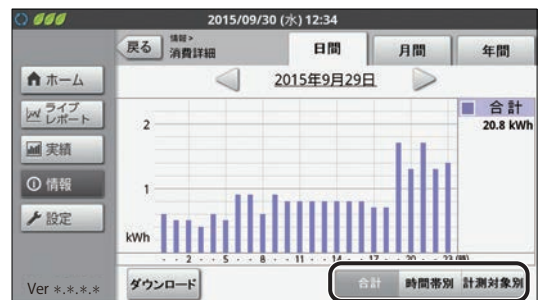 2015/09/30 (水) 12:34
戻る
情報 >
消費詳細
日間
月間
年間
ホーム
ライブ
レポート
実績
情報
設定
Ver *.*.*.*
2015年9月29日
合計
20.8 kWh
2
1
kWh
・・2・・5・・8・・11・・14・・17・・20・・23(時)
ダウンロード
合計
時間帯別
計測対象別